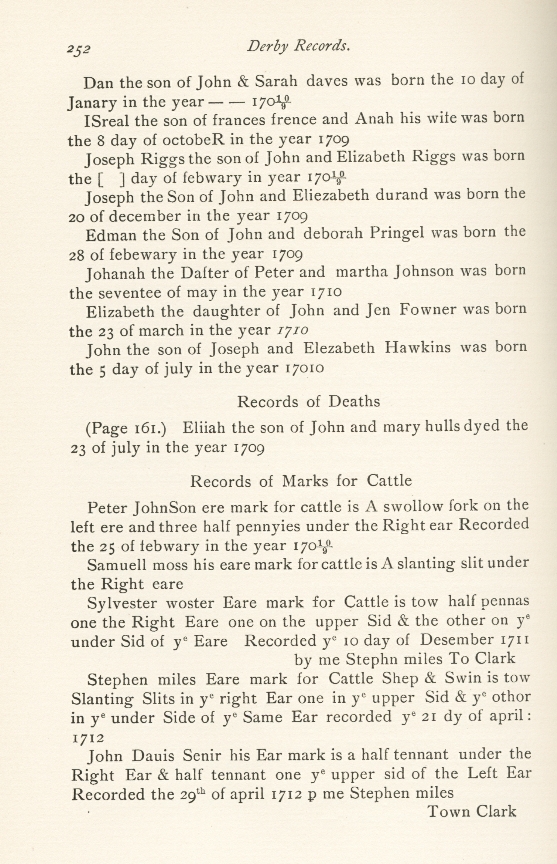 252 Derby Records.
Dan the son of John & Sarah daves was born the 10 day of
Janary in the year — — 170⅒/9
ISreal the son of frances frence and Anah his wife was born
the 8 day of octobeR in the year 1709
Joseph Riggs the son of John and Elizabeth Riggs was born
the [ ] day of febwary in year 170 10/9
Joseph the Son of John and Eliezabeth durand was born the
20 of december in the year 1709
Edman the Son of John and deborah Pringel was born the
28 of febewary in the year 1709
Johanah the Dafter of Peter and martha Johnson was born
the seventee of may in the year 1710
Elizabeth the daughter of John and Jen Fowner was born
the 23 of march in the year 1710
John the son of Joseph and Elezabeth Hawkins was born
the 5 day of july in the year 17010
Records of Deaths
(Page 161.) Eliiah the son of John and mary hulls dyed the
23 of july in the year 1709
Records of Marks for Cattle
Peter JohnSon ere mark for cattle is A swollow fork on the
left ere and three half pennyies under the Right ear Recorded
the 25 of febwary in the year 170 10/9
Samuell moss his eare mark for cattle is A slanting slit under
the Right eare
Sylvester woster Eare mark for Cattle is tow half pennas
one the Right Eare one on the upper Sid & the other on yᵉ
under Sid of yᵉ Eare Recorded yᵉ 10 day of Desember 1711
by me Stephn miles To Clark
Stephen miles Eare mark for Cattle Shep & Swin is tow
Slanting Slits in yᵉ right Ear one in yᵉ upper Sid & yᵉ othor
in yᵉ under Side of yᵉ Same Ear recorded yᵉ 21 dy of april :
1712
John Dauis Senir his Ear mark is a half tennant under the
Right Ear & half tennant one yᵉ upper sid of the Left Ear
Recorded the 29ᵗʰ of april 1712 p me Stephen miles
Town Clark